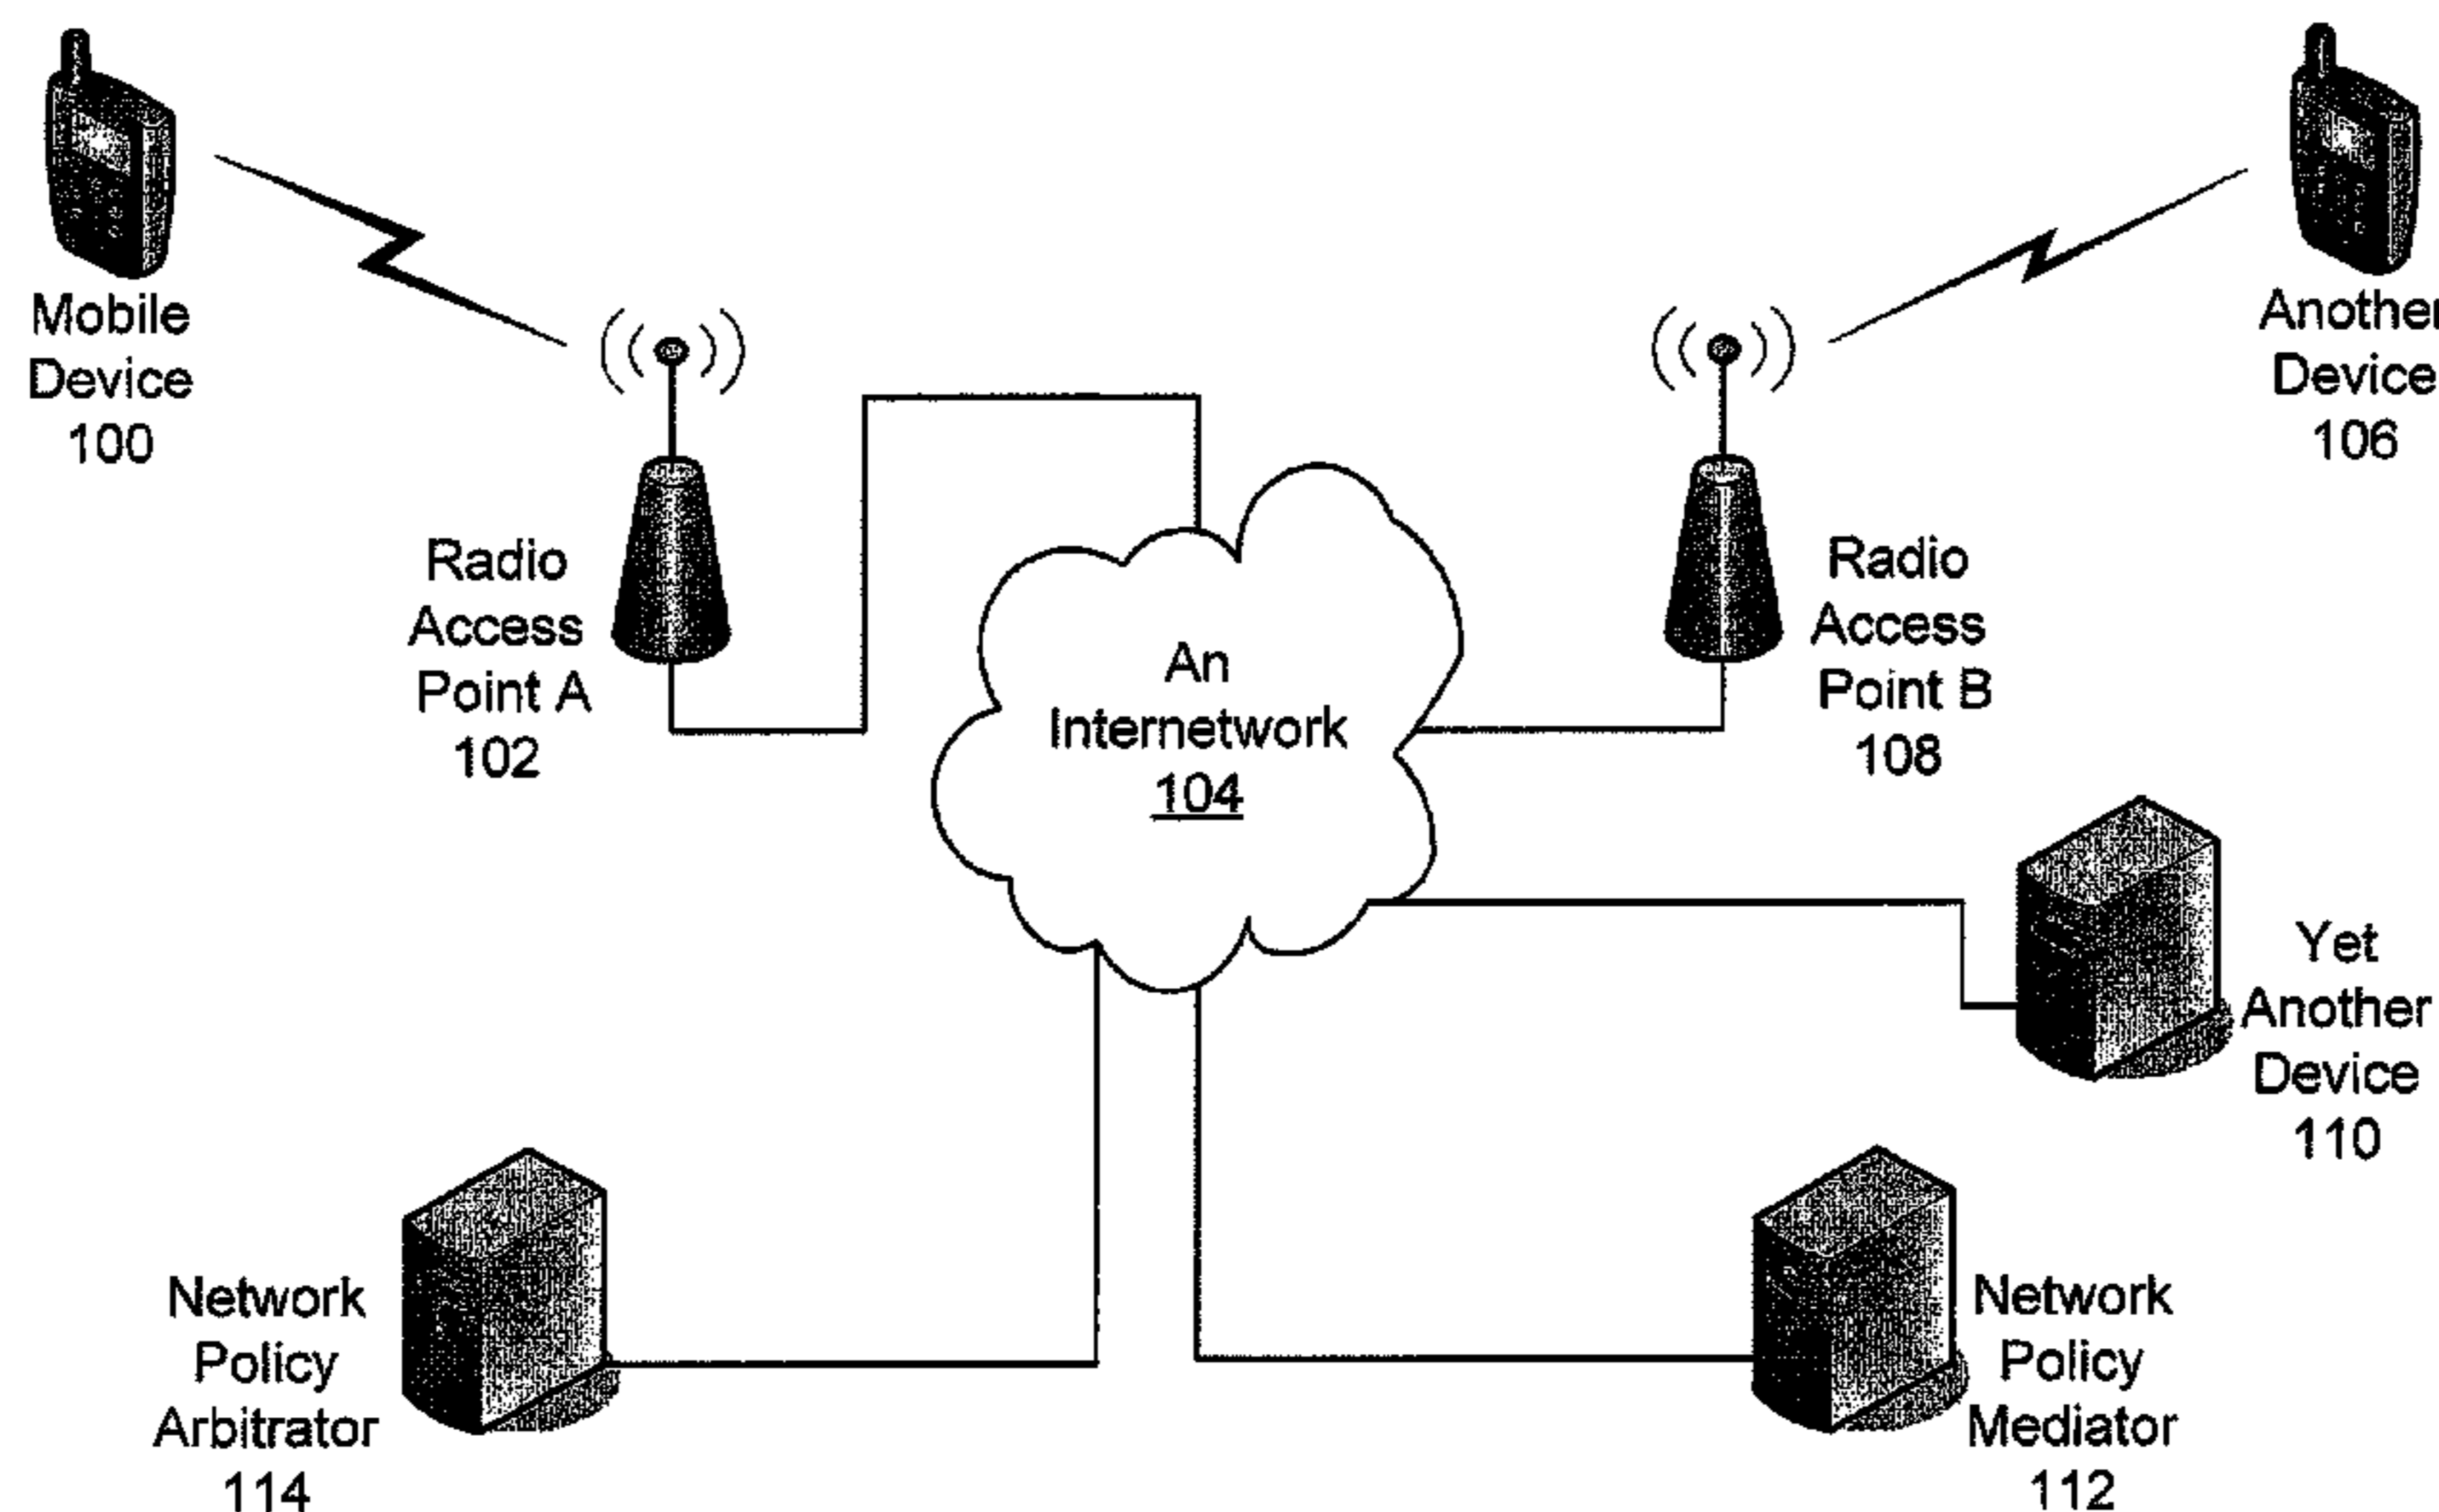 Mobile
Device
100
Another
Device
106
Radio
Access
Point A
102
An
Internetwork
104
Radio
Access
Point B
108
Yet
Another
Device
110
Network
Policy
Arbitrator
114
Network
Policy
Mediator
112